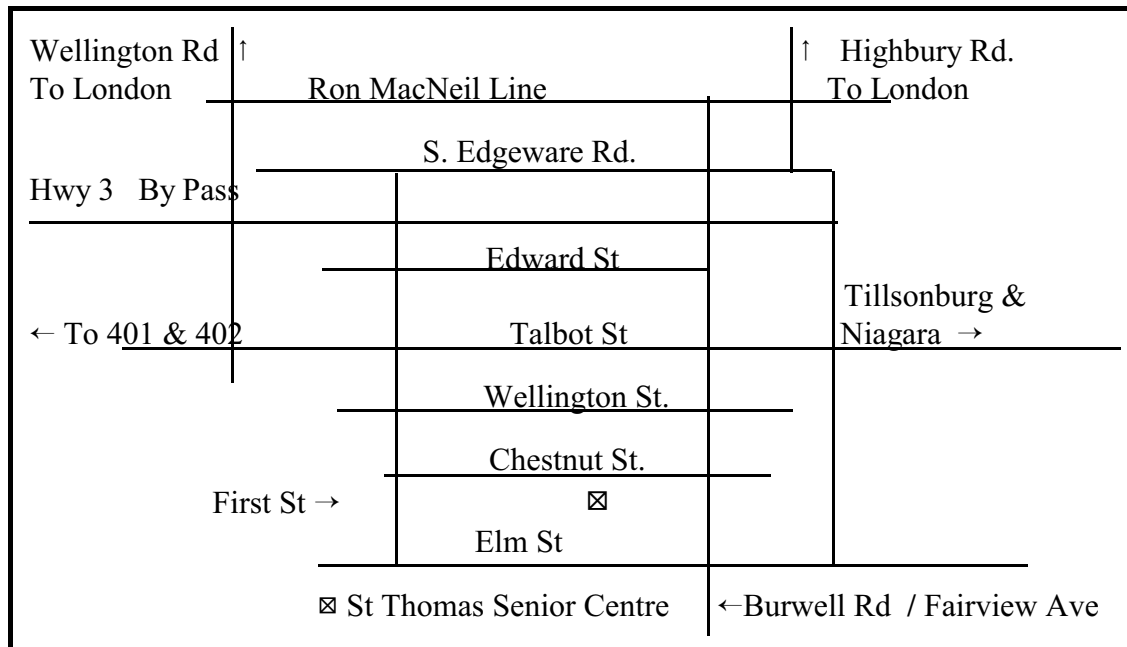 Wellington Rd ↑ ↑ Highbury Rd.
To London Ron MacNeil Line To London
S. Edgeware Rd.
Hwy 3 By Pass
Edward St
Tillsonburg &
← To 401 & 402 Talbot St Niagara →
Wellington St.
Chestnut St.
First St → ☒
Elm St
☒ St Thomas Senior Centre ←Burwell Rd / Fairview Ave